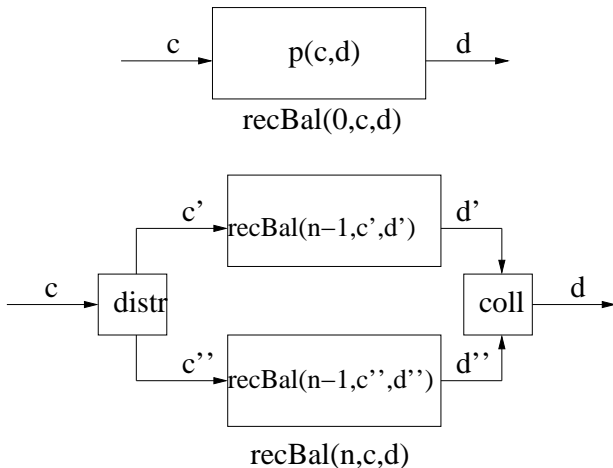 c
p(c,d)
d
recBal(0,c,d)
c'
recBal(n−1,c',d')
d'
c
distr
coll
d
c''
recBal(n−1,c'',d'')
d''
recBal(n,c,d)